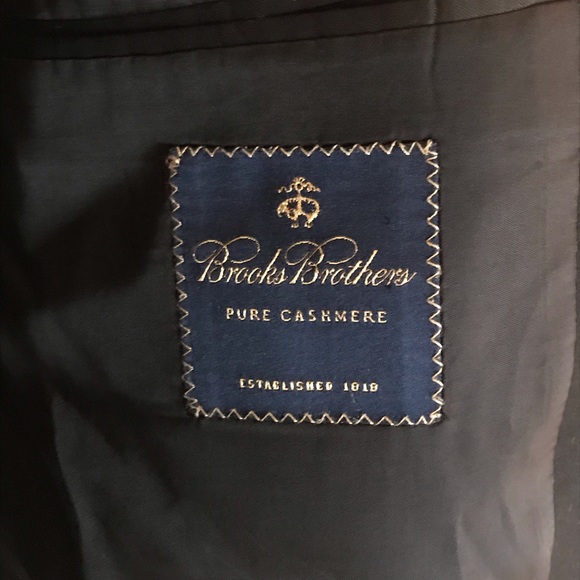 Brooks Brothers
PURE CASHMERE
ESTABLISHED 1818